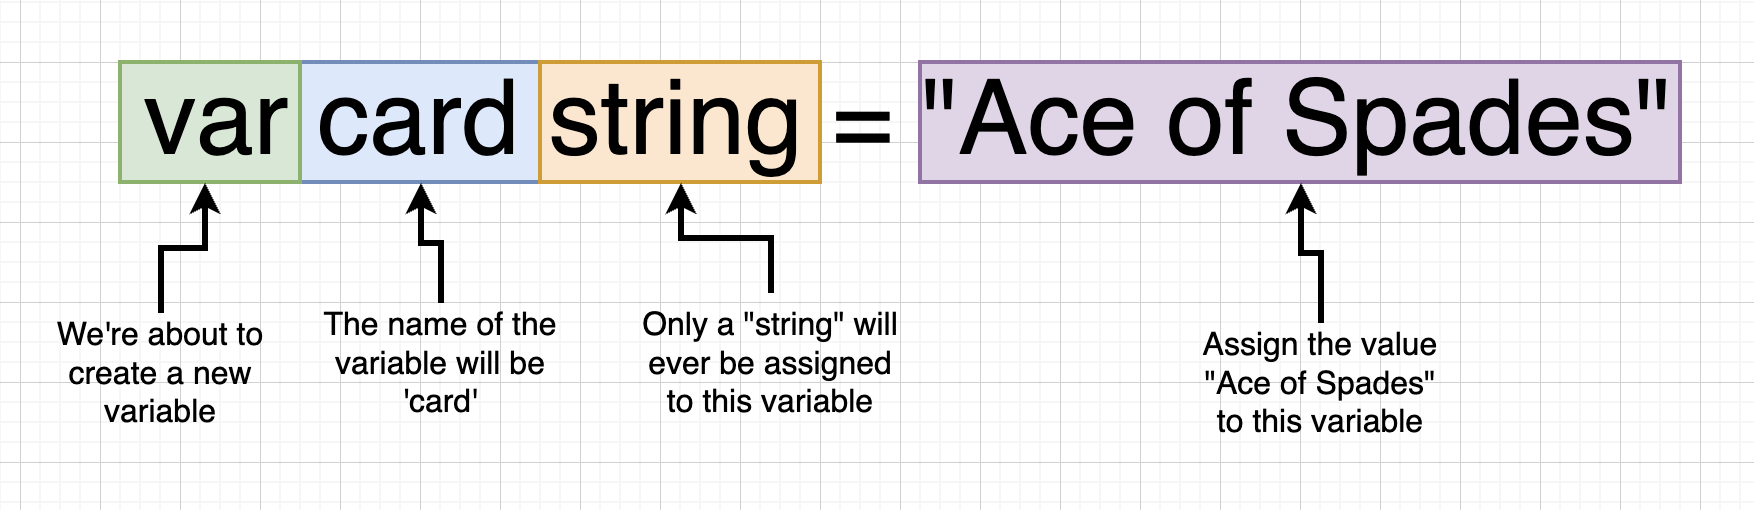 var card string = "Ace of Spades"
We're about to
create a new
variable
The name of the
variable will be
'card'
Only a "string" will
ever be assigned
to this variable
Assign the value
"Ace of Spades"
to this variable